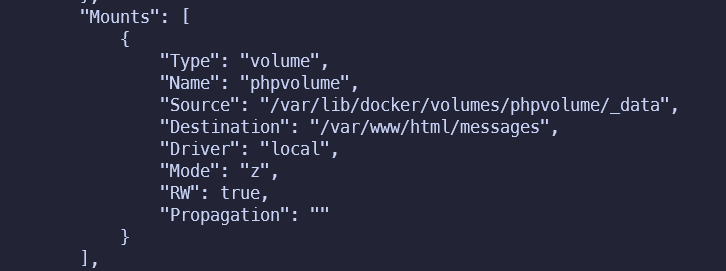 },
"Mounts": [
{
"Type": "volume",
"Name": "phpvolume",
"Source": "/var/lib/docker/volumes/phpvolume/_data",
"Destination": "/var/www/html/messages",
"Driver": "local",
"Mode": "z",
"RW": true,
"Propagation": ""
}
],